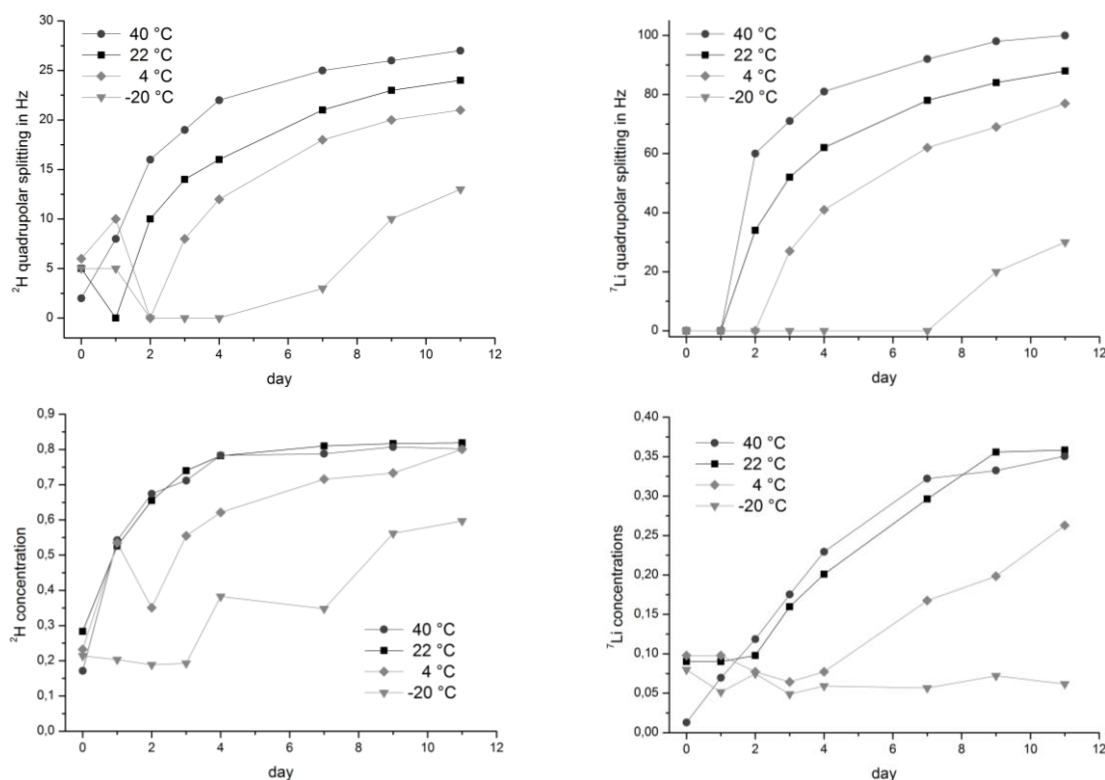 ²H quadrupolar splitting in Hz
30
25
20
15
10
5
0
40 °C
22 °C
4 °C
-20 °C
0 2 4 6 8 10 12
day
⁷Li quadrupolar splitting in Hz
100
80
60
40
20
0
40 °C
22 °C
4 °C
-20 °C
0 2 4 6 8 10 12
day
²H concentration
0,9
0,8
0,7
0,6
0,5
0,4
0,3
0,2
0,1
0,0
40 °C
22 °C
4 °C
-20 °C
0 2 4 6 8 10 12
day
⁷Li concentrations
0,40
0,35
0,30
0,25
0,20
0,15
0,10
0,05
0,00
40 °C
22 °C
4 °C
-20 °C
0 2 4 6 8 10 12
day